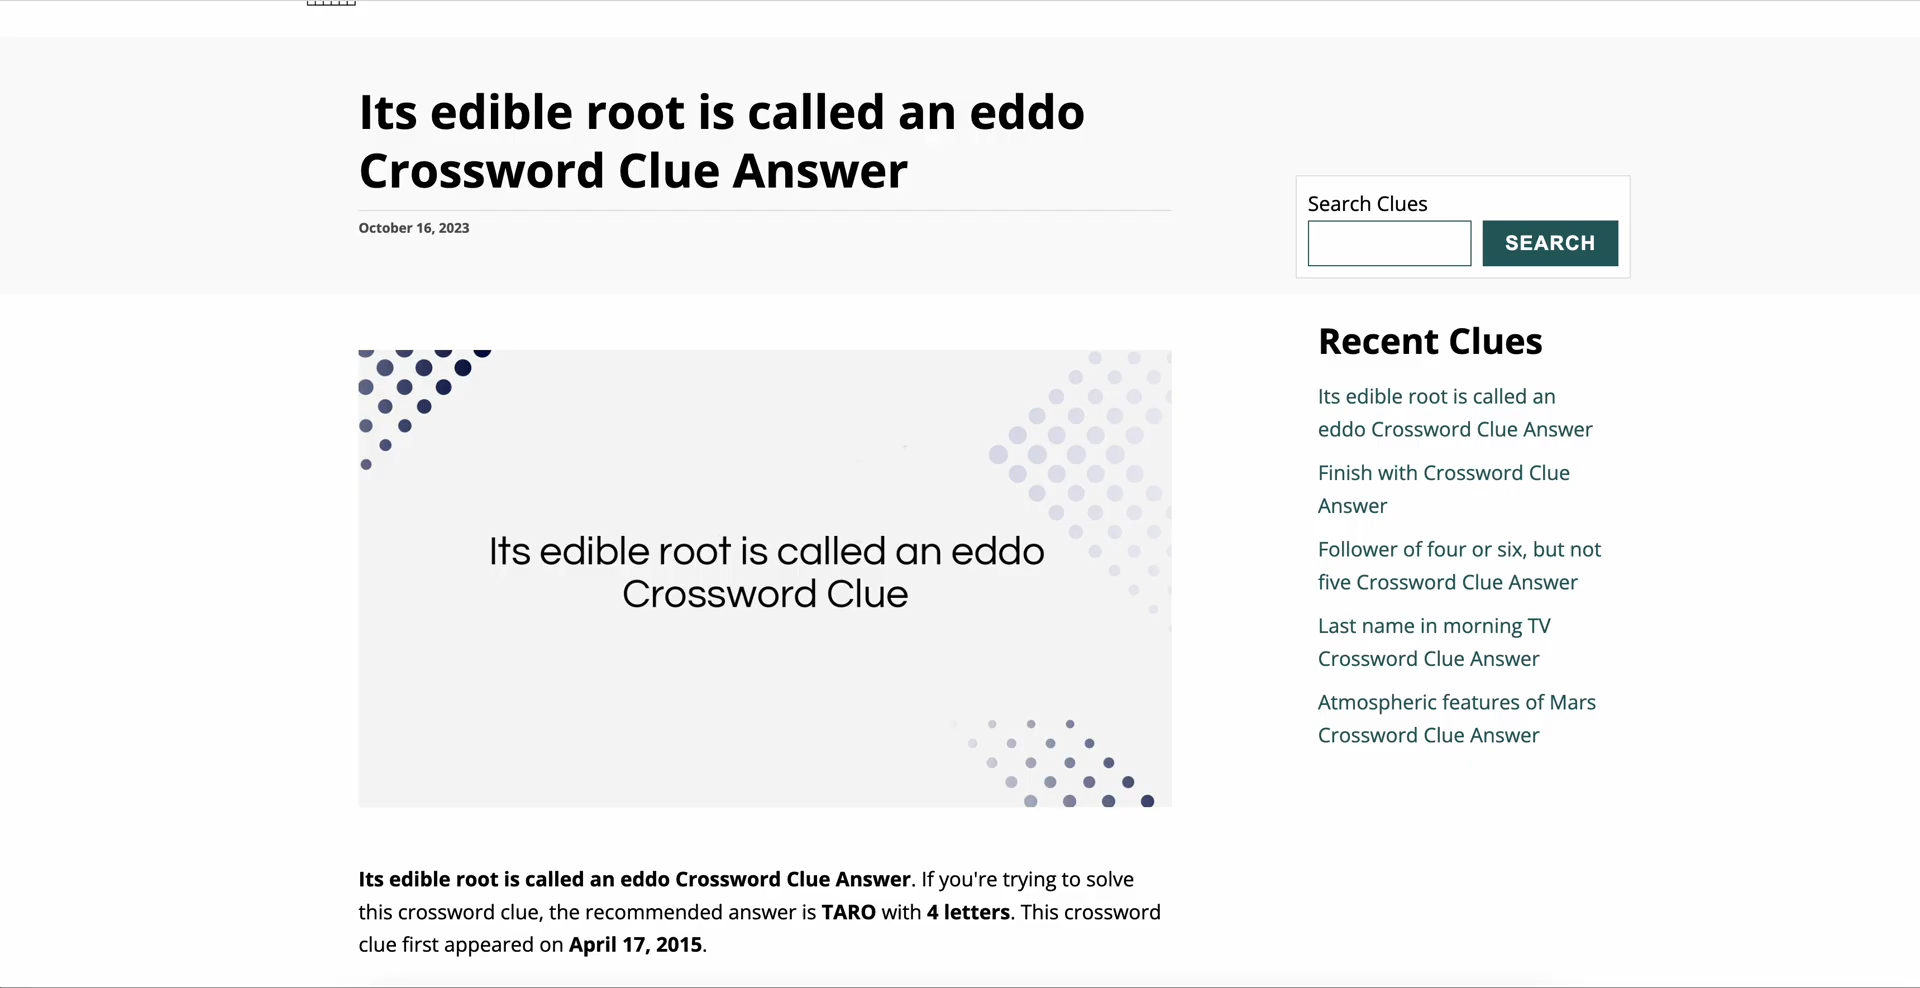 Its edible root is called an eddo
Crossword Clue Answer
October 16, 2023
Search Clues
SEARCH
Recent Clues
Its edible root is called an
eddo Crossword Clue Answer
Finish with Crossword Clue
Answer
Follower of four or six, but not
five Crossword Clue Answer
Last name in morning TV
Crossword Clue Answer
Atmospheric features of Mars
Crossword Clue Answer
Its edible root is called an eddo
Crossword Clue
Its edible root is called an eddo Crossword Clue Answer. If you're trying to solve
this crossword clue, the recommended answer is TARO with 4 letters. This crossword
clue first appeared on April 17, 2015.